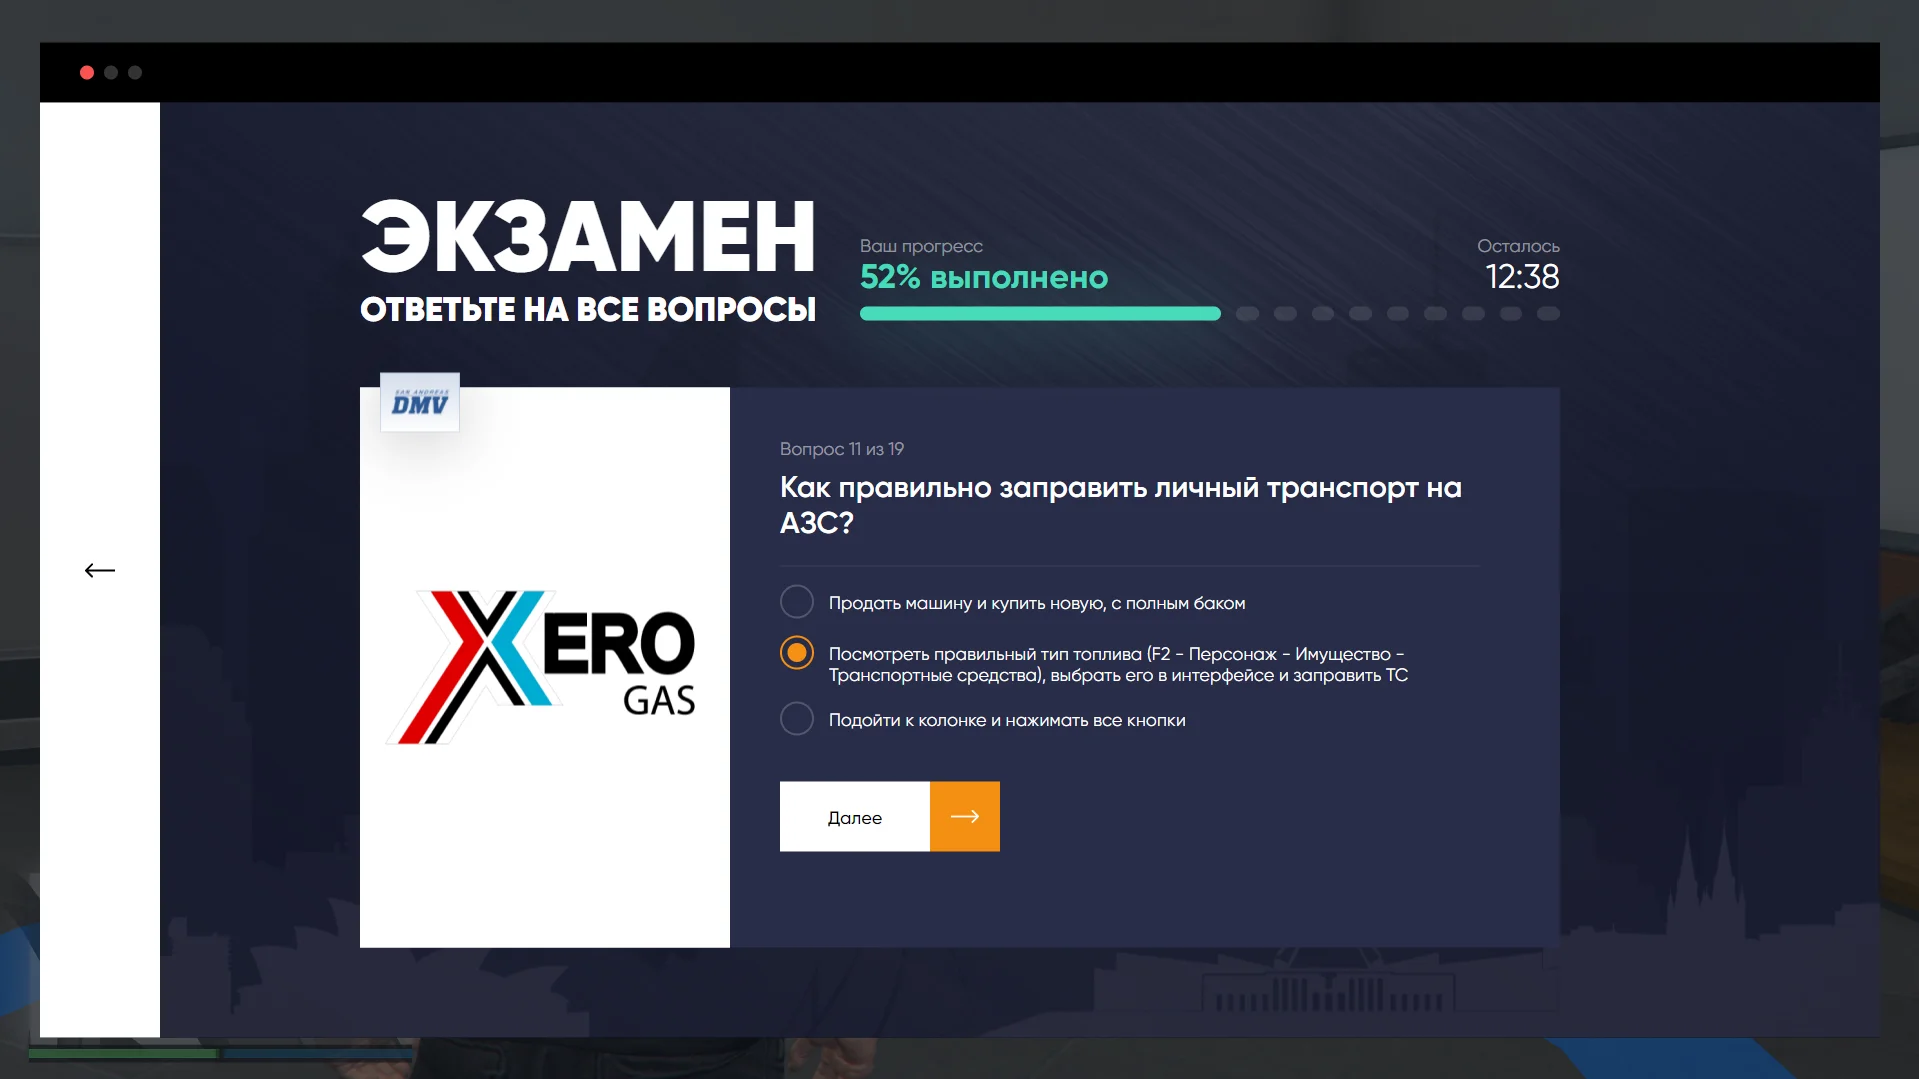 ЭКЗАМЕН
ОТВЕТЬТЕ НА ВСЕ ВОПРОСЫ
Ваш прогресс
52% выполнено
Осталось
12:38
SAN ANDREAS
DMV
XERO
GAS
Вопрос 11 из 19
Как правильно заправить личный транспорт на
АЗС?
Продать машину и купить новую, с полным баком
Посмотреть правильный тип топлива (F2 - Персонаж - Имущество -
Транспортные средства), выбрать его в интерфейсе и заправить ТС
Подойти к колонке и нажимать все кнопки
Далее